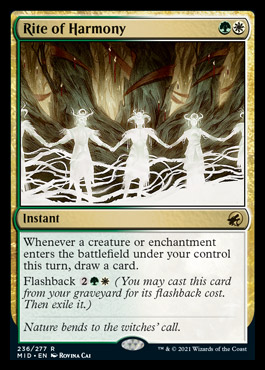 Rite of Harmony
Instant
Whenever a creature or enchantment
enters the battlefield under your control
this turn, draw a card.
Flashback 2 (You may cast this card
from your graveyard for its flashback cost.
Then exile it.)
Nature bends to the witches' call.
236/277 R
MID • EN Rovina Cai
™ & © 2021 Wizards of the Coast